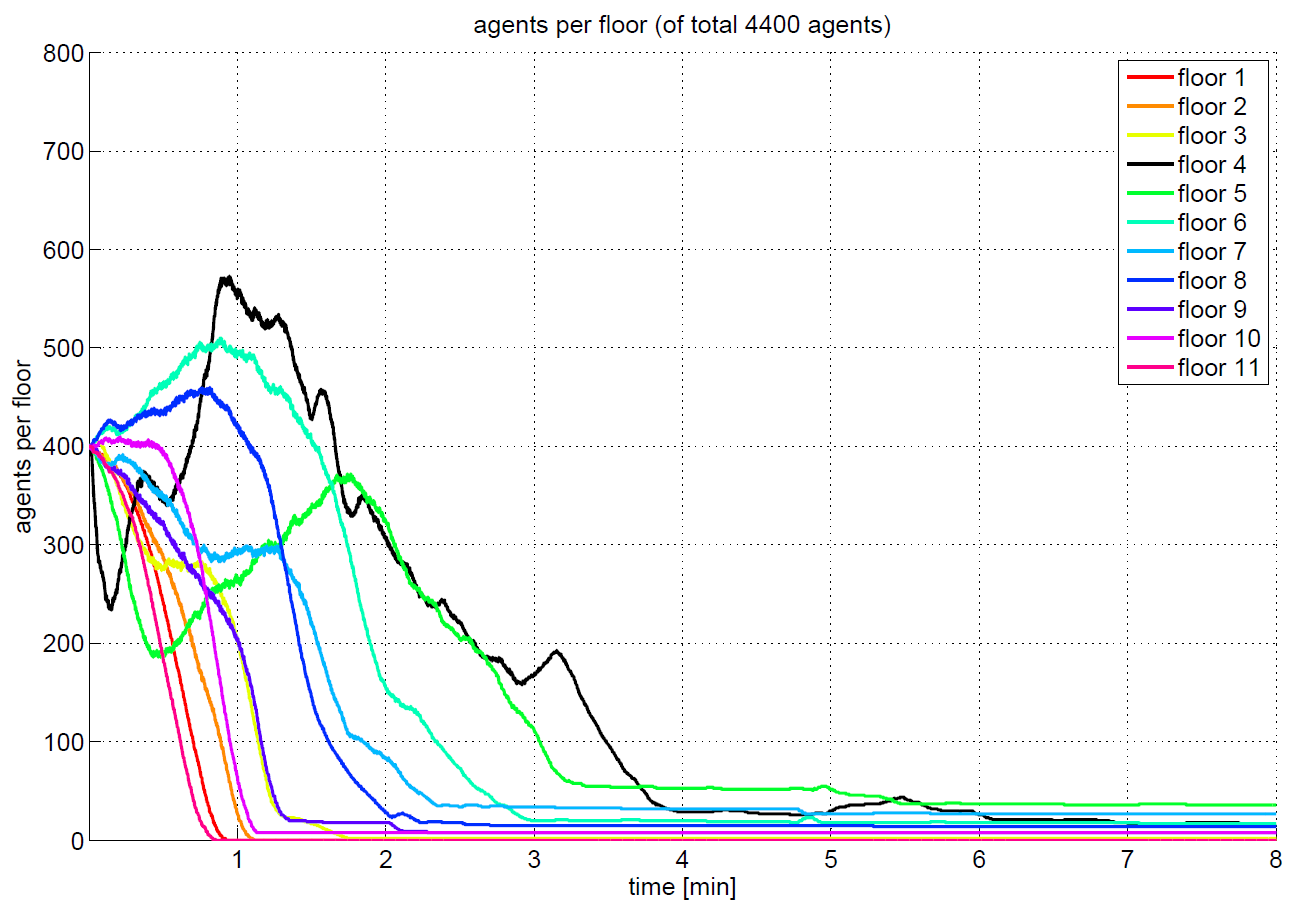 agents per floor (of total 4400 agents)
800
700
600
500
400
300
200
100
0
agents per floor
1
2
3
4
5
6
7
8
time [min]
floor 1
floor 2
floor 3
floor 4
floor 5
floor 6
floor 7
floor 8
floor 9
floor 10
floor 11